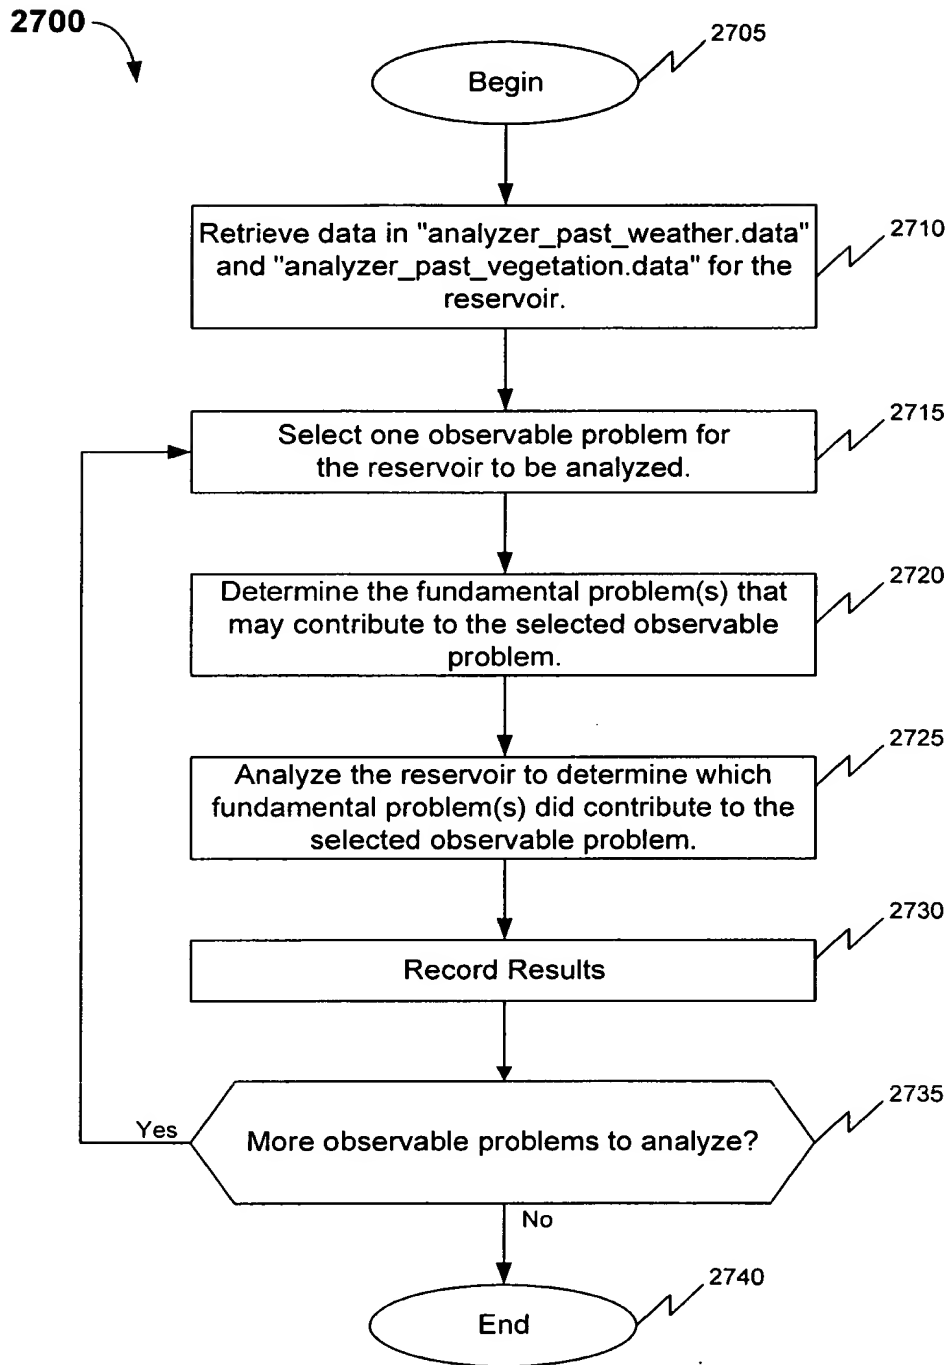 2700
2705
Begin
2710
Retrieve data in "analyzer_past_weather.data"
and "analyzer_past_vegetation.data" for the
reservoir.
2715
Select one observable problem for
the reservoir to be analyzed.
2720
Determine the fundamental problem(s) that
may contribute to the selected observable
problem.
2725
Analyze the reservoir to determine which
fundamental problem(s) did contribute to the
selected observable problem.
2730
Record Results
2735
Yes
More observable problems to analyze?
No
2740
End